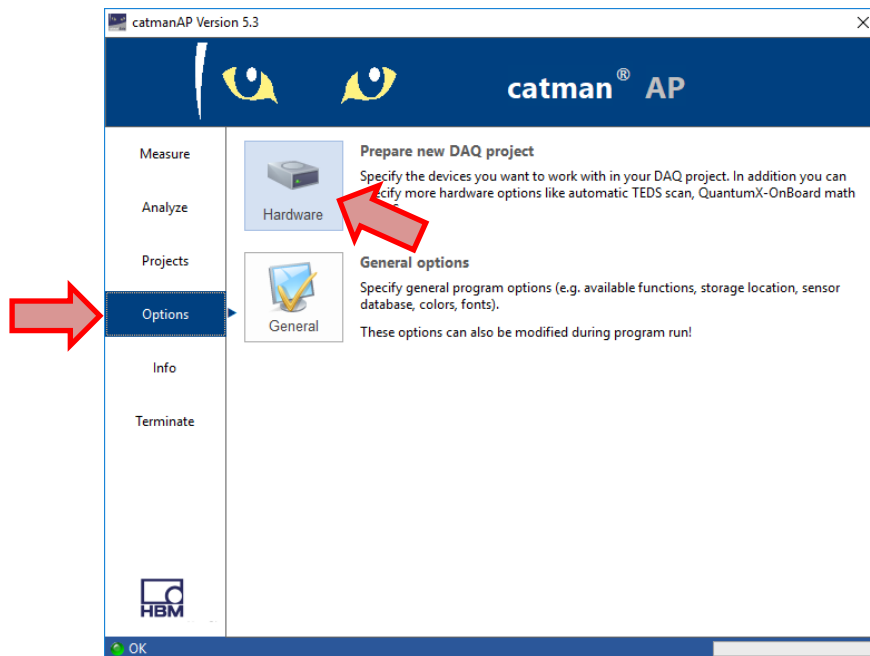 catmanAP Version 5.3
catman® AP
Measure
Analyze
Projects
Options
Info
Terminate
Hardware
Prepare new DAQ project
Specify the devices you want to work with in your DAQ project. In addition you can
specify more hardware options like automatic TEDS scan, QuantumX-OnBoard math
General
General options
Specify general program options (e.g. available functions, storage location, sensor
database, colors, fonts).
These options can also be modified during program run!
HBM
OK